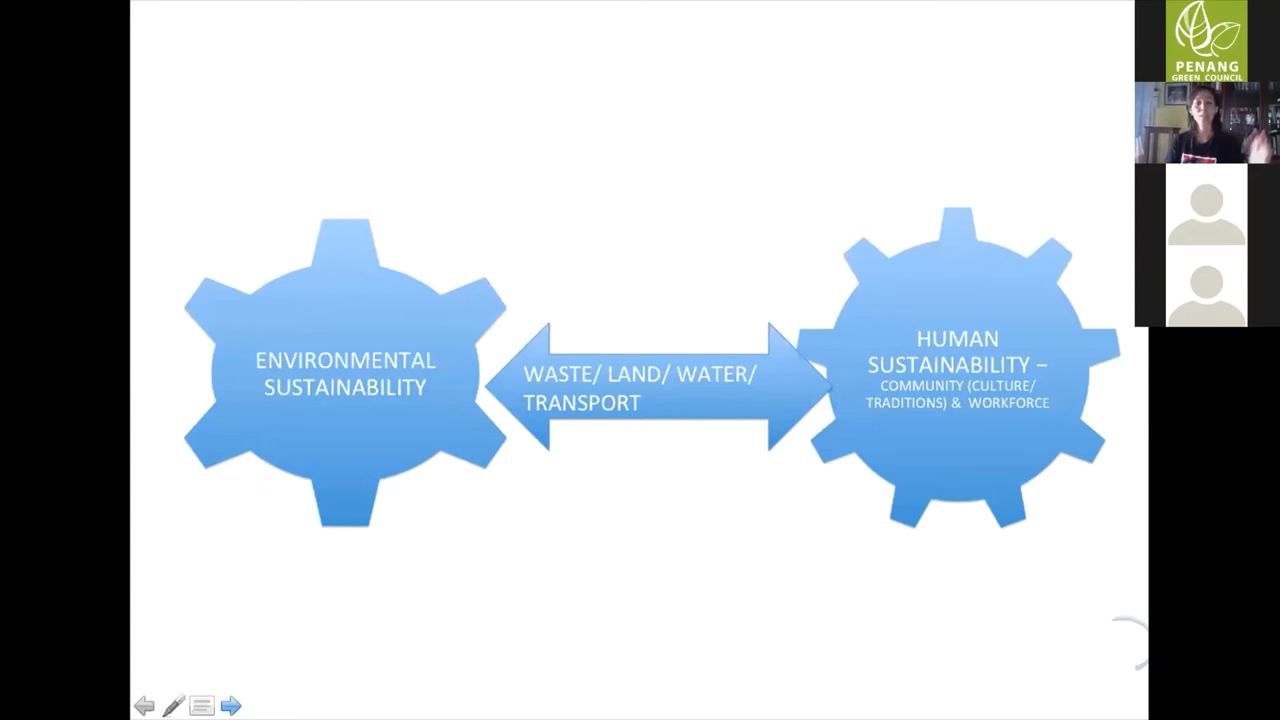 PENANG
GREEN COUNCIL
ENVIRONMENTAL
SUSTAINABILITY
WASTE/ LAND/ WATER/
TRANSPORT
HUMAN
SUSTAINABILITY –
COMMUNITY (CULTURE/
TRADITIONS) & WORKFORCE